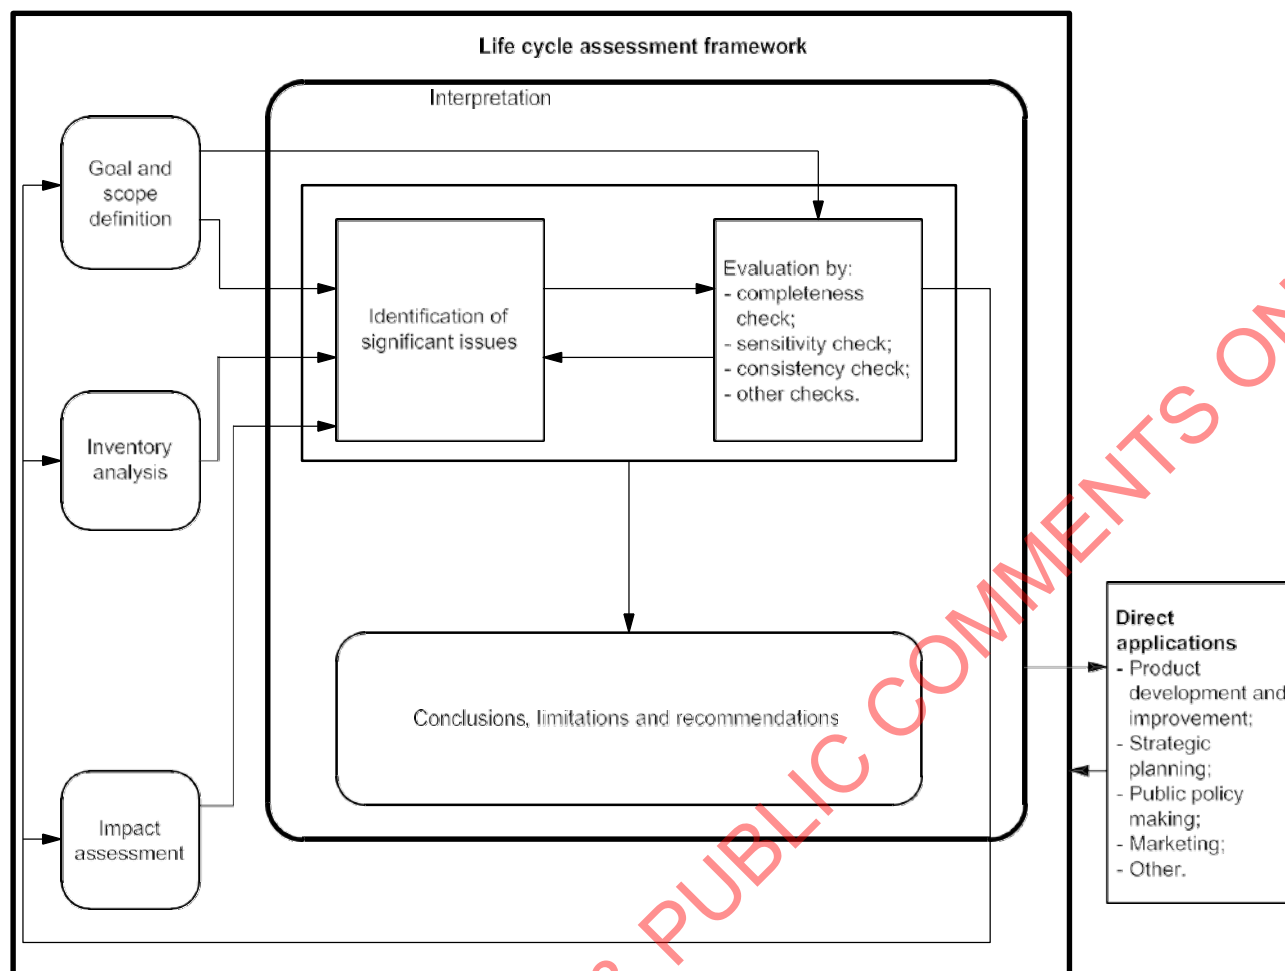 Life cycle assessment framework
Interpretation
Goal and
scope
definition
Identification of
significant issues
Evaluation by:
- completeness
check;
- sensitivity check;
- consistency check;
- other checks.
Inventory
analysis
Conclusions, limitations and recommendations
Impact
assessment
Direct
applications
- Product
development and
improvement;
- Strategic
planning;
- Public policy
making;
- Marketing;
- Other.
PUBLIC COMMENTS